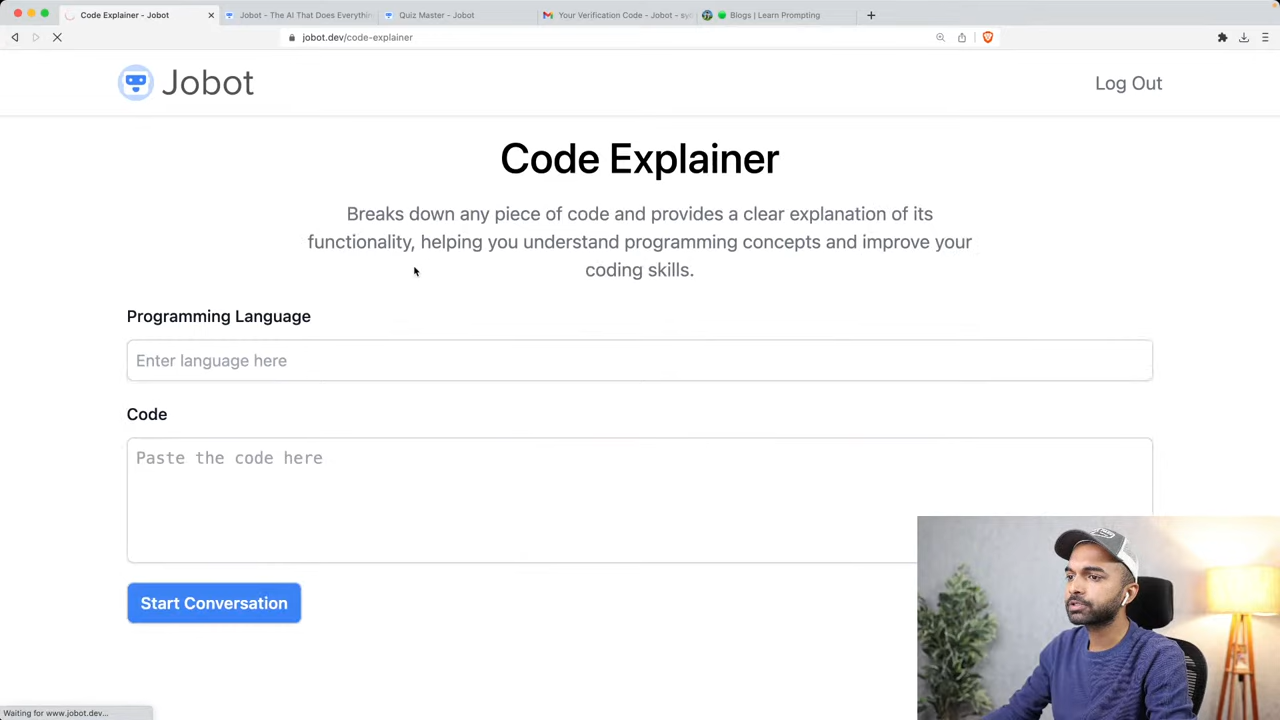 Code Explainer - Jobot
Jobot - The AI That Does Everythin
Quiz Master - Jobot
Your Verification Code - Jobot - sy
Blogs | Learn Prompting
jobot.dev/code-explainer
Jobot
Log Out
Code Explainer
Breaks down any piece of code and provides a clear explanation of its
functionality, helping you understand programming concepts and improve your
coding skills.
Programming Language
Enter language here
Code
Paste the code here
Start Conversation
Waiting for www.jobot.dev...